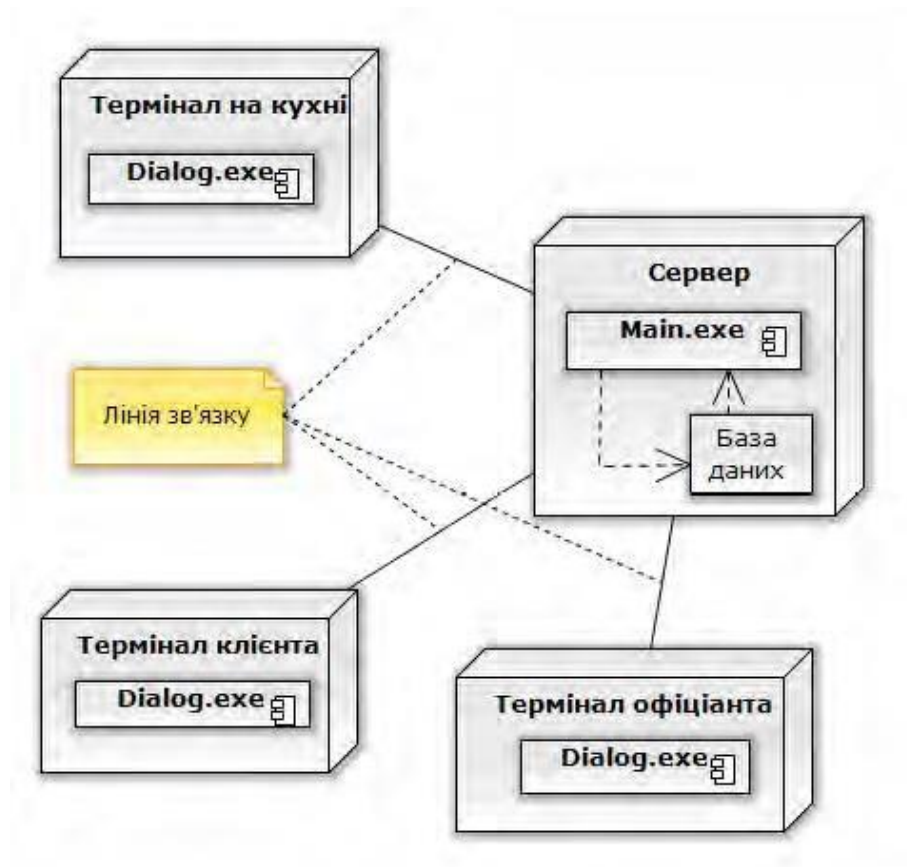 Термінал на кухні
Dialog.exe
Сервер
Main.exe
База
даних
Лінія зв'язку
Термінал клієнта
Dialog.exe
Термінал офіціанта
Dialog.exe